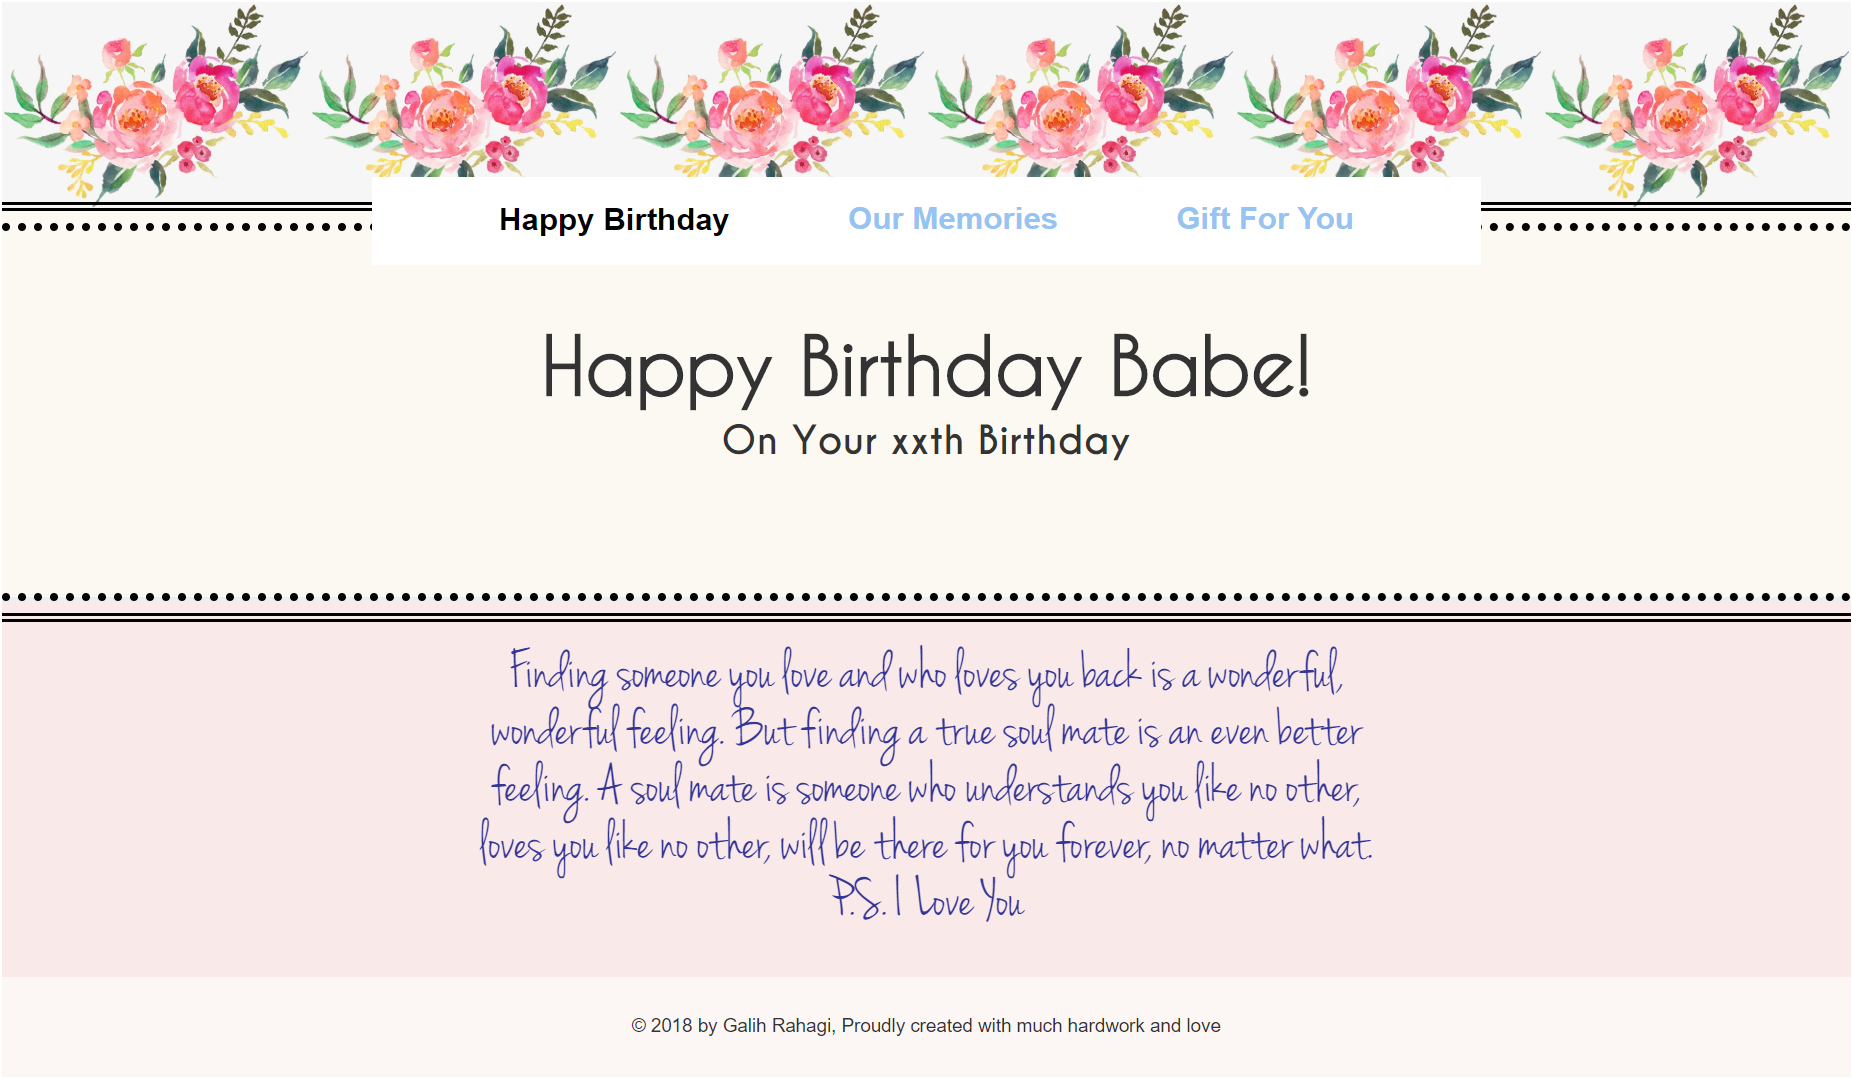 Happy Birthday Our Memories Gift For You
Happy Birthday Babe!
On Your xxth Birthday
Finding someone you love and who loves you back is a wonderful,
wonderful feeling. But finding a true soul mate is an even better
feeling. A soul mate is someone who understands you like no other,
loves you like no other, will be there for you forever, no matter what.
P.S. I Love You
© 2018 by Galih Rahagi, Proudly created with much hardwork and love